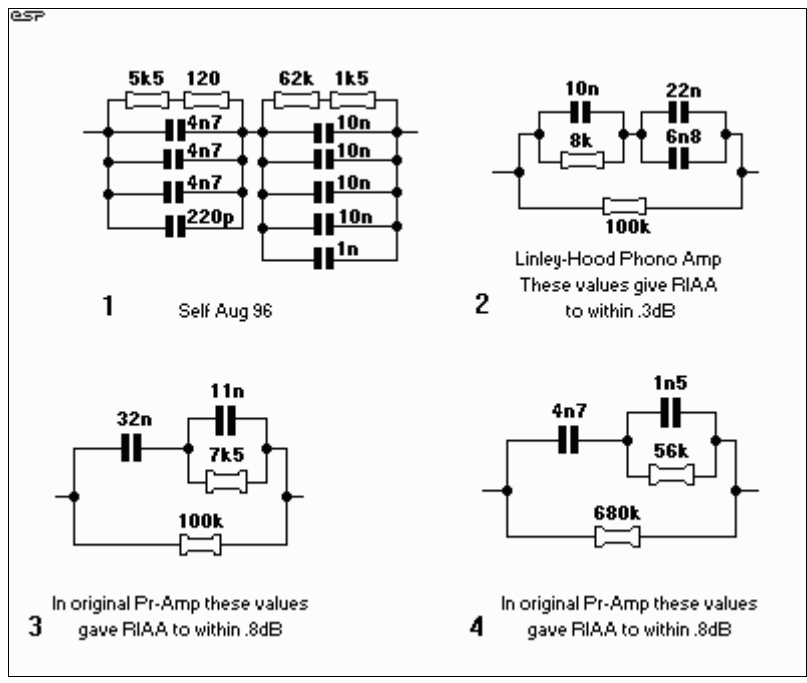 esp
5k5 120 62k 1k5
4n7 10n
4n7 10n
4n7 10n
220p 10n
1n
1 Self Aug 96
10n 22n
8k 6n8
100k
Linley-Hood Phono Amp
These values give RIAA
2 to within .3dB
11n
32n
7k5
100k
In original Pr-Amp these values
3 gave RIAA to within .8dB
1n5
4n7
56k
680k
In original Pr-Amp these values
4 gave RIAA to within .8dB